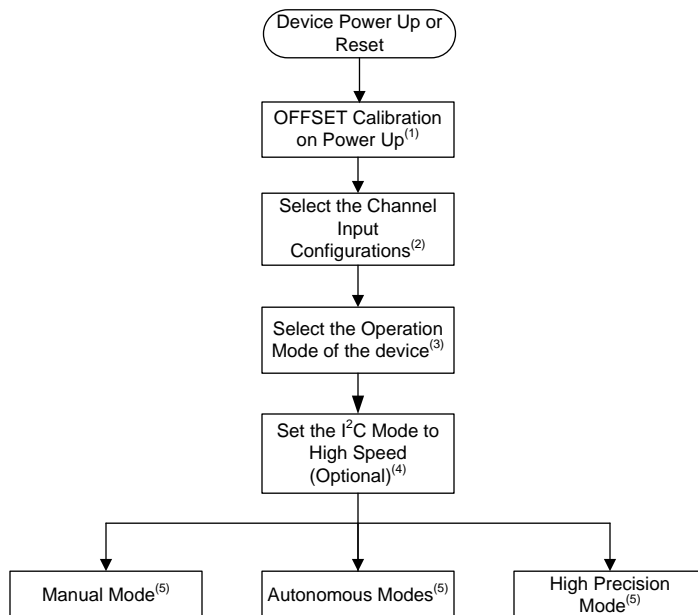 Device Power Up or
Reset
OFFSET Calibration
on Power Up(1)
Select the Channel
Input
Configurations(2)
Select the Operation
Mode of the device(3)
Set the I2C Mode to
High Speed
(Optional)(4)
Manual Mode(5)
Autonomous Modes(5)
High Precision
Mode(5)